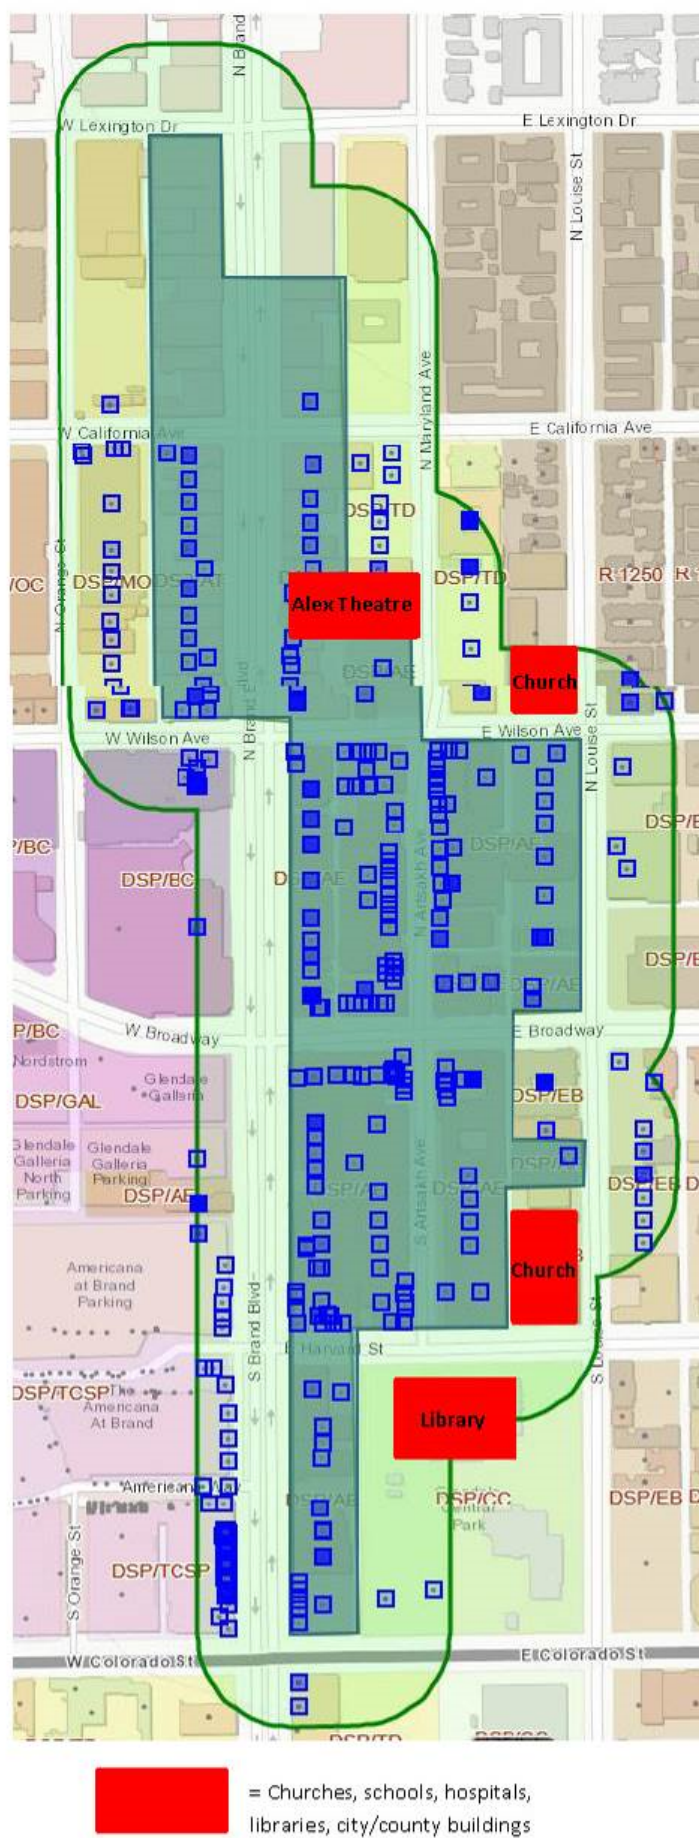 N Brand
W Lexington Dr
E Lexington Dr
N Louise St
N Maryland Ave
W California Ave
E California Ave
DSP/TD
/OC
N Orange St
DSP/MO
DSP/AT
Alex Theatre
DSP/TD
R 1250
R
DSP/AE
Church
N Brand Blvd
W Wilson Ave
E Wilson Ave
N Louise St
DSP/E
P/BC
DSP/BC
DSP/AE
N Artsakh Ave
DSP/AE
DSP/E
DSP/AE
W Broadway
E Broadway
P/BC
Nordstrom
Glendale
Galleria
DSP/GAL
DSP/EB
Glendale
Galleria
North
Parking
Glendale
Galleria
Parking
DSP/AE
S Artsakh Ave
DSP/EB
D
Americana
at Brand
Parking
Church
B
S Brand Blvd
E Harvard St
S Louise St
DSP/TCSP
The
Americana
At Brand
Library
Americana Way
DSP/AE
DSP/CC
Central
Park
DSP/EB
D
S Orange St
DSP/TCSP
W Colorado St
E Colorado St
DSP/TD
= Churches, schools, hospitals,
libraries, city/county buildings